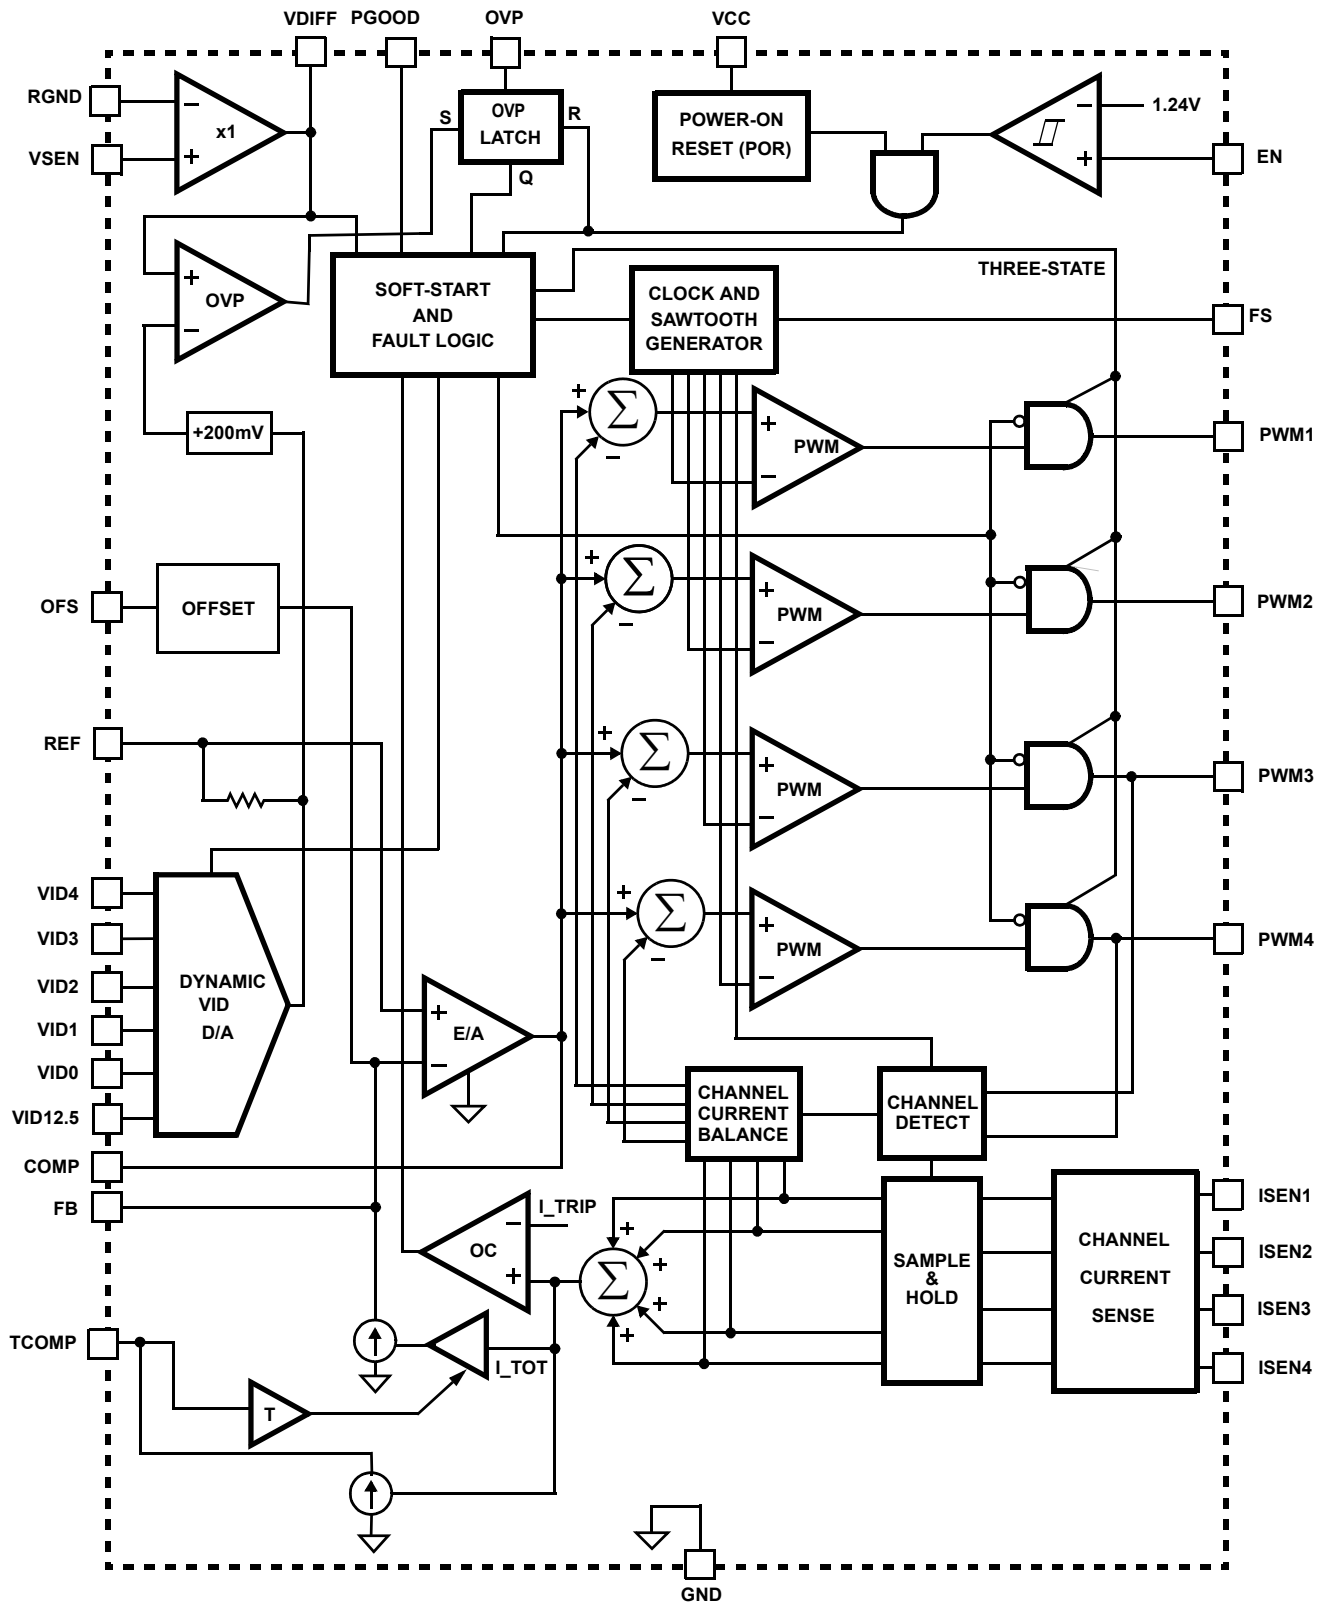 VDIFF
PGOOD
OVP
VCC
RGND
VSEN
−
x1
+
S
OVP
LATCH
R
Q
POWER-ON
RESET (POR)
−
1.24V
+
EN
+
OVP
−
SOFT-START
AND
FAULT LOGIC
CLOCK AND
SAWTOOTH
GENERATOR
THREE-STATE
FS
+200mV
+
Σ
−
+
PWM
−
PWM1
OFS
OFFSET
+
Σ
−
+
PWM
−
PWM2
REF
+
Σ
−
+
PWM
−
PWM3
VID4
VID3
VID2
VID1
VID0
VID12.5
DYNAMIC
VID
D/A
+
Σ
−
+
PWM
−
PWM4
+
E/A
−
CHANNEL
CURRENT
BALANCE
CHANNEL
DETECT
COMP
FB
−
I_TRIP
OC
+
+
+
Σ
+
+
SAMPLE
&
HOLD
CHANNEL
CURRENT
SENSE
ISEN1
ISEN2
ISEN3
ISEN4
TCOMP
I_TOT
T
GND